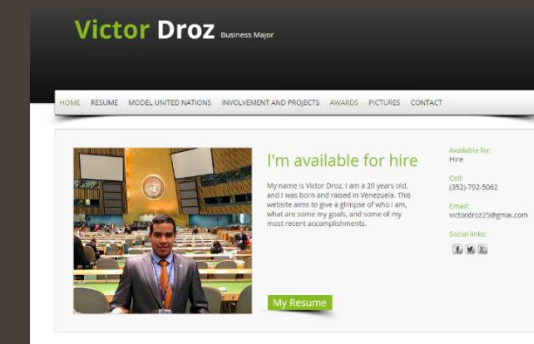 Victor Droz Business Major
HOME RESUME MODEL UNITED NATIONS INVOLVEMENT AND PROJECTS AWARDS PICTURES CONTACT
I'm available for hire
My name is Victor Droz, I am a 20 years old,
and I was born and raised in Venezuela. This
website aims to give a glimpse of who I am,
what are some my goals, and some of my
most recent accomplishments.
My Resume
Available for:
Hire
Cell:
(352)-792-5062
Email:
victordroz25@gmai.com
Social links: